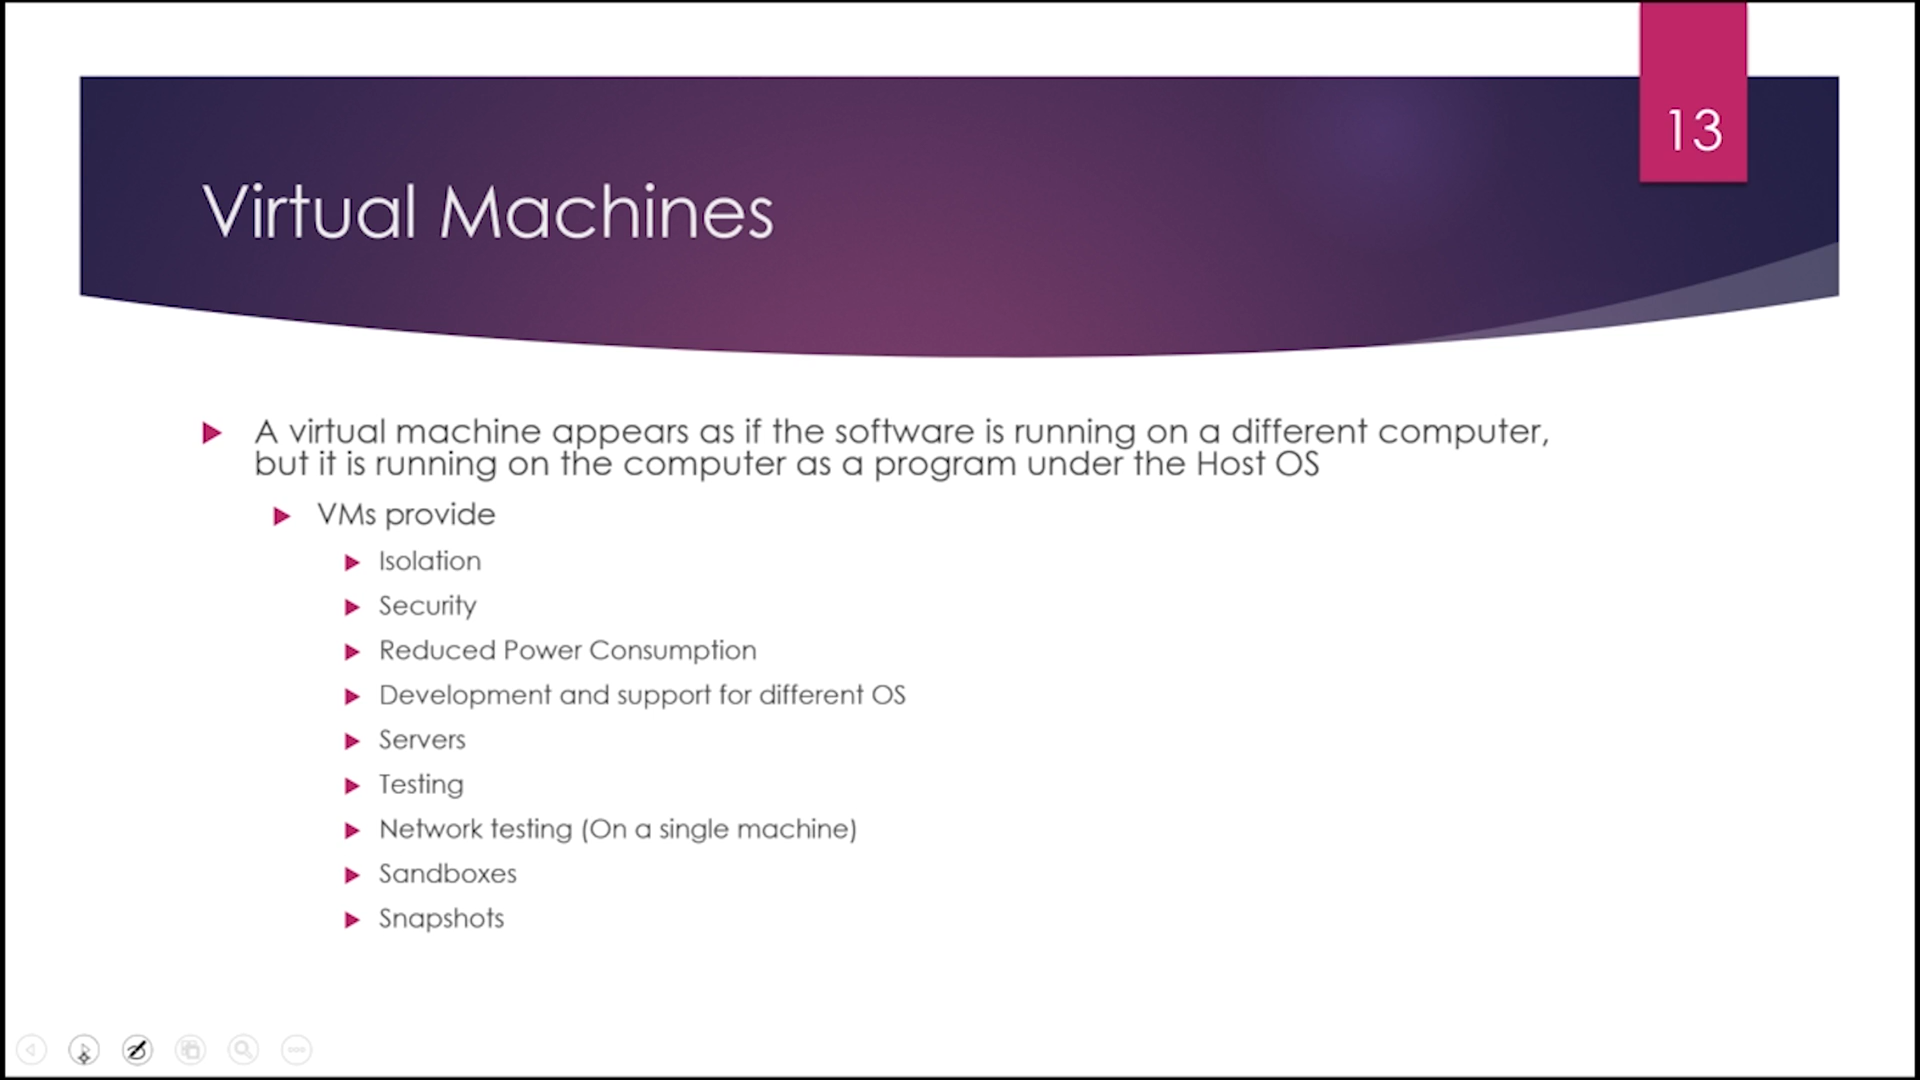 13
Virtual Machines
A virtual machine appears as if the software is running on a different computer,
but it is running on the computer as a program under the Host OS
VMs provide
Isolation
Security
Reduced Power Consumption
Development and support for different OS
Servers
Testing
Network testing (On a single machine)
Sandboxes
Snapshots